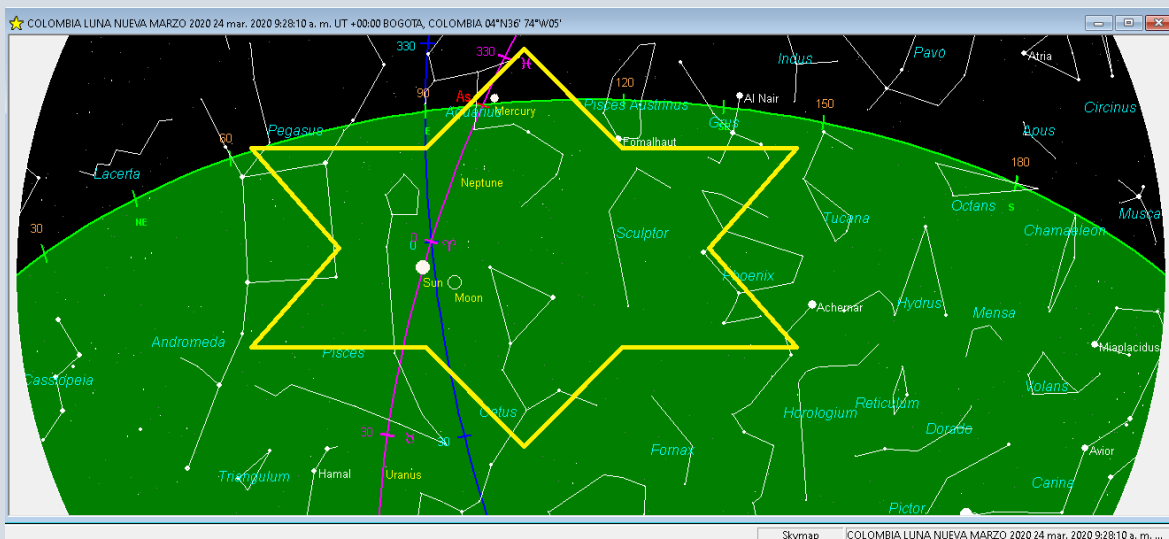 COLOMBIA LUNA NUEVA MARZO 2020 24 mar. 2020 9:28:10 a. m. UT +00:00 BOGOTA, COLOMBIA 04°N36' 74°W05'
330
330
Indus
Pavo
Atria
As
90
Aquarius
Mercury
120
Piscis Austrinus
Al Nair
150
Circinus
Pegasus
E
Grus
SE
Apus
60
Fomalhaut
Lacerta
180
Neptune
Octans
S
Musca
NE
30
Sculptor
Tucana
Chamaeleon
0
0
Sun
Moon
Phoenix
Achernar
Hydrus
Mensa
Andromeda
Pisces
Miaplacidus
Cassiopeia
Volans
Cetus
Horologium
Reticulum
30
30
Dorado
Fornax
Avior
Triangulum
Hamal
Uranus
Carina
Pictor
Skymap
COLOMBIA LUNA NUEVA MARZO 2020 24 mar. 2020 9:28:10 a. m. ...